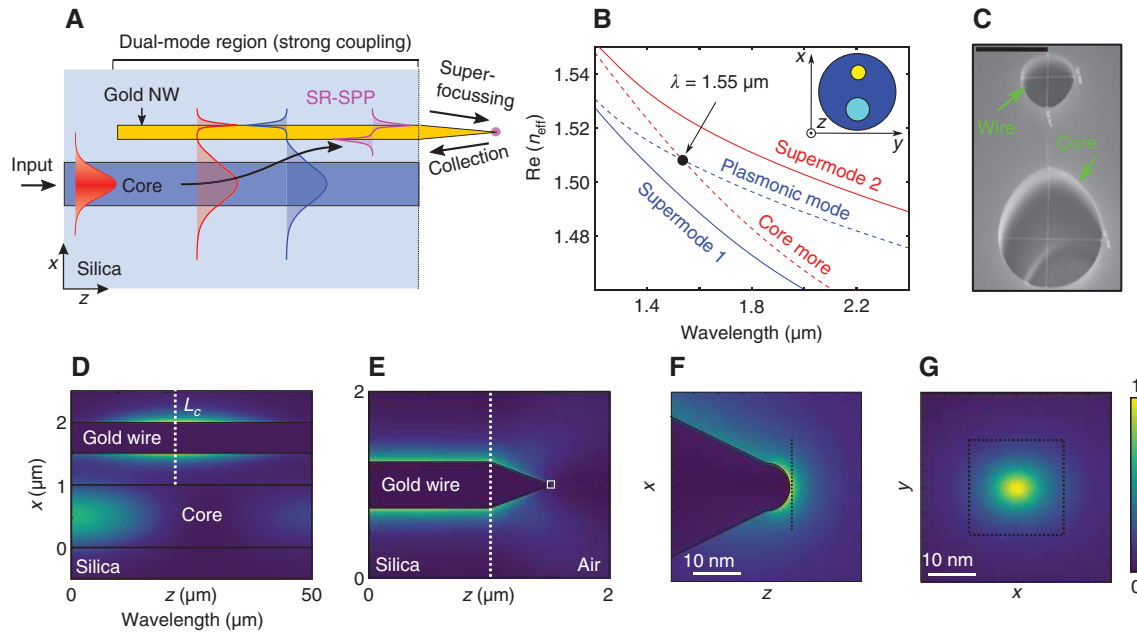 A
Dual-mode region (strong coupling)
Gold NW
SR-SPP
Super-
focussing
Collection
Input
Core
x
z
Silica
B
Re (neff)
1.54
1.52
1.50
1.48
1.4
1.8
2.2
Wavelength (µm)
λ = 1.55 µm
x
z
y
Supermode 2
Plasmonic mode
Core more
Supermode 1
C
Wire
Core
D
x (µm)
2
1
0
Lc
Gold wire
Core
Silica
0
z (µm)
50
Wavelength (µm)
E
2
0
Gold wire
Silica
Air
0
z (µm)
2
F
x
10 nm
z
G
y
10 nm
x
1
0